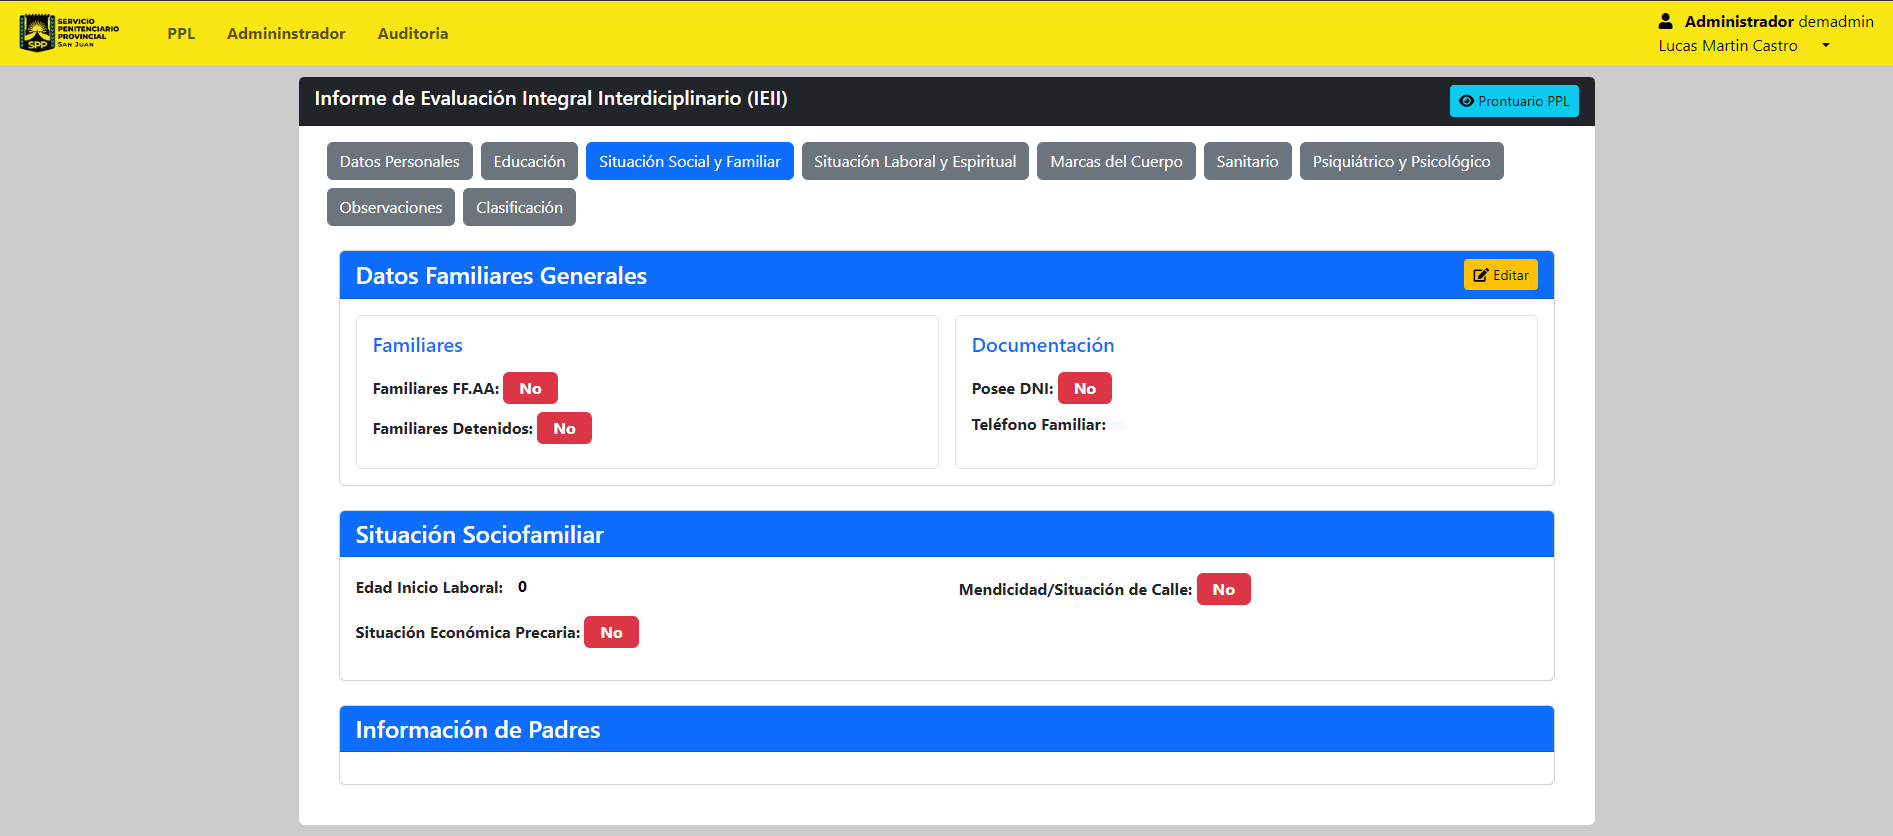 SERVICIO
PENITENCIARIO
PROVINCIAL
SAN JUAN
SPP
PPL
Admininstrador
Auditoria
Administrador demadmin
Lucas Martin Castro
Informe de Evaluación Integral Interdiciplinario (IEII)
Prontuario PPL
Datos Personales
Educación
Situación Social y Familiar
Situación Laboral y Espiritual
Marcas del Cuerpo
Sanitario
Psiquiátrico y Psicológico
Observaciones
Clasificación
Datos Familiares Generales
Editar
Familiares
Familiares FF.AA: No
Familiares Detenidos: No
Documentación
Posee DNI: No
Teléfono Familiar:
Situación Sociofamiliar
Edad Inicio Laboral: 0
Mendicidad/Situación de Calle: No
Situación Económica Precaria: No
Información de Padres